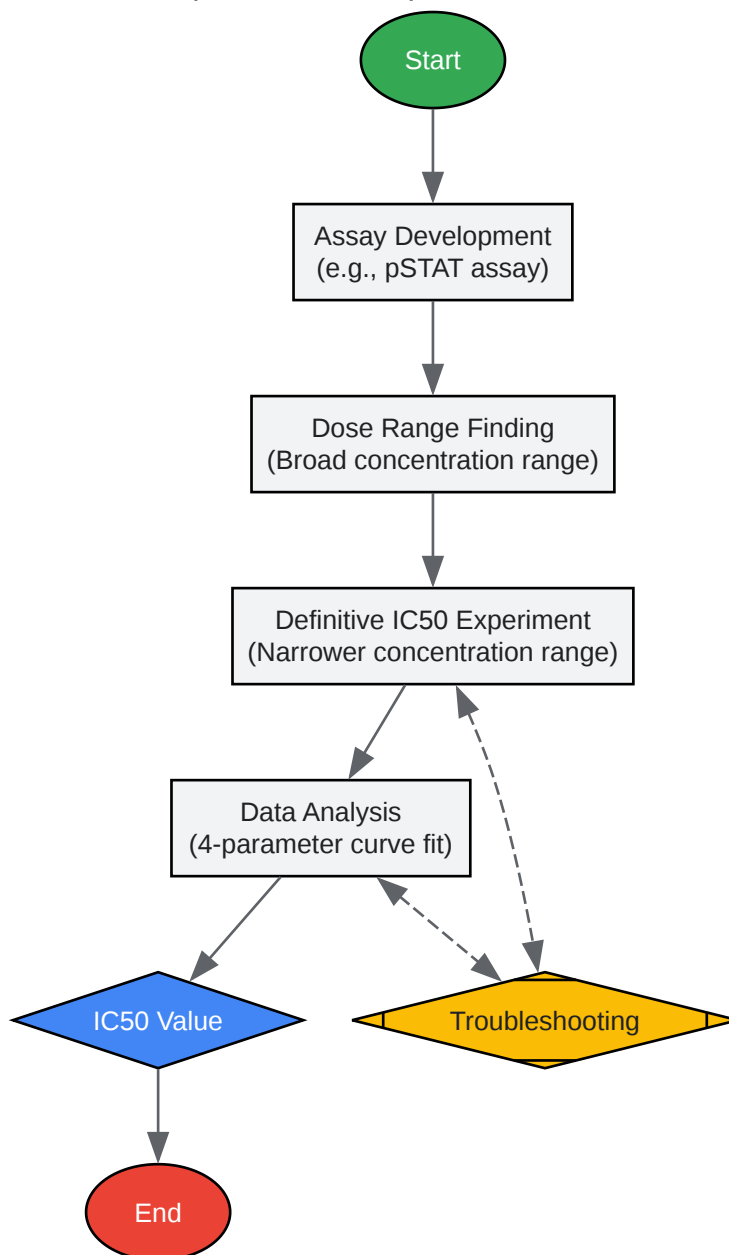 Start
Assay Development
(e.g., pSTAT assay)
Dose Range Finding
(Broad concentration range)
Definitive IC50 Experiment
(Narrower concentration range)
Data Analysis
(4-parameter curve fit)
IC50 Value
Troubleshooting
End